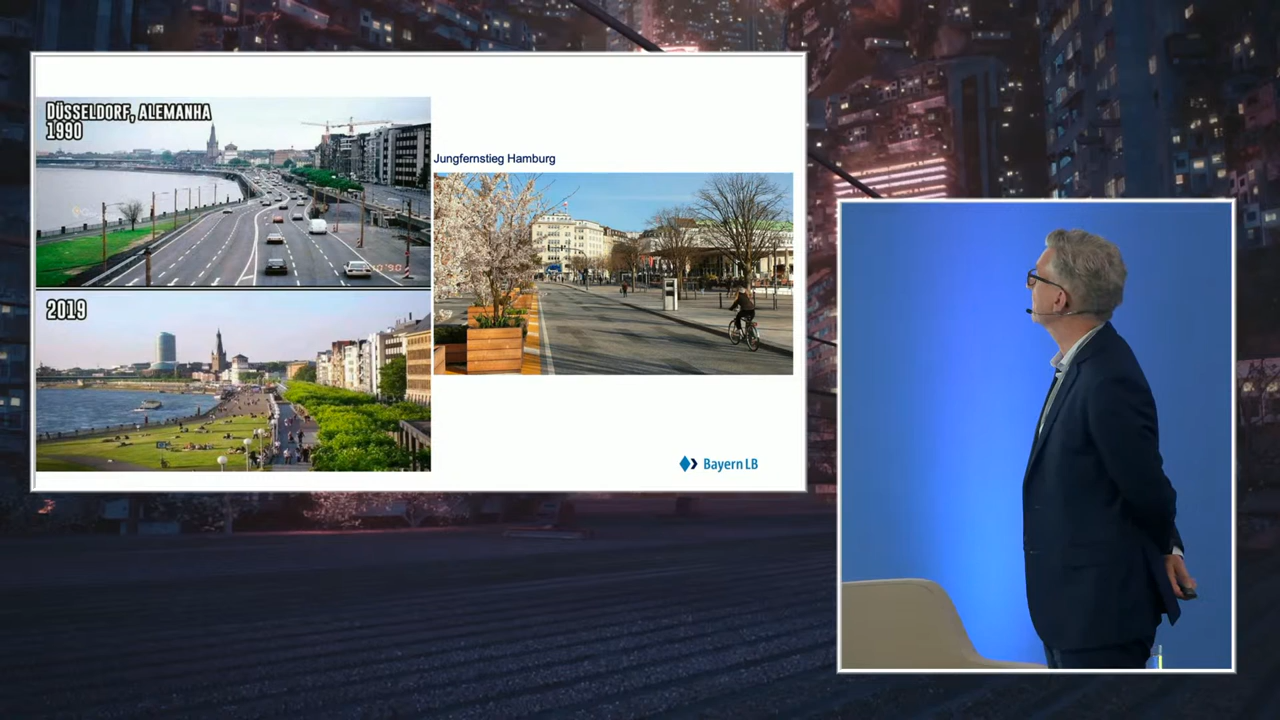 DÜSSELDORF, ALEMANHA
1990
2019
Jungfernstieg Hamburg
BayernLB